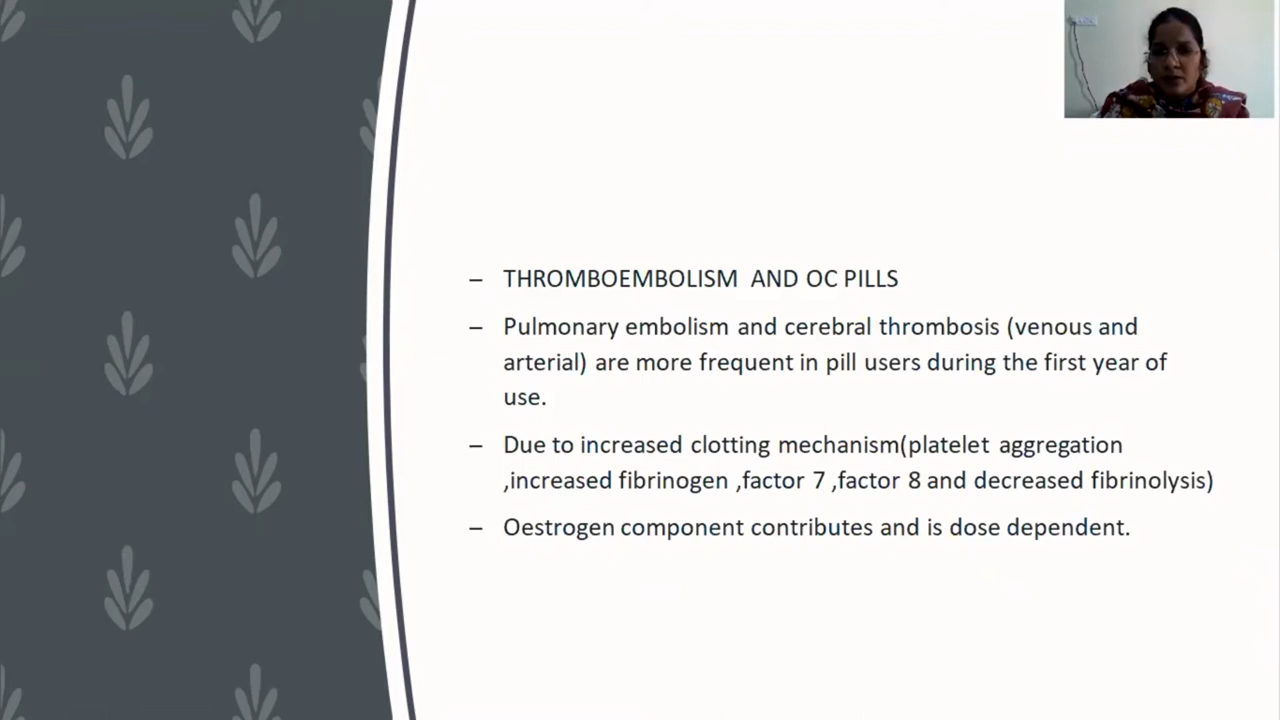 – THROMBOEMBOLISM AND OC PILLS
– Pulmonary embolism and cerebral thrombosis (venous and
arterial) are more frequent in pill users during the first year of
use.
– Due to increased clotting mechanism(platelet aggregation
,increased fibrinogen ,factor 7 ,factor 8 and decreased fibrinolysis)
– Oestrogen component contributes and is dose dependent.